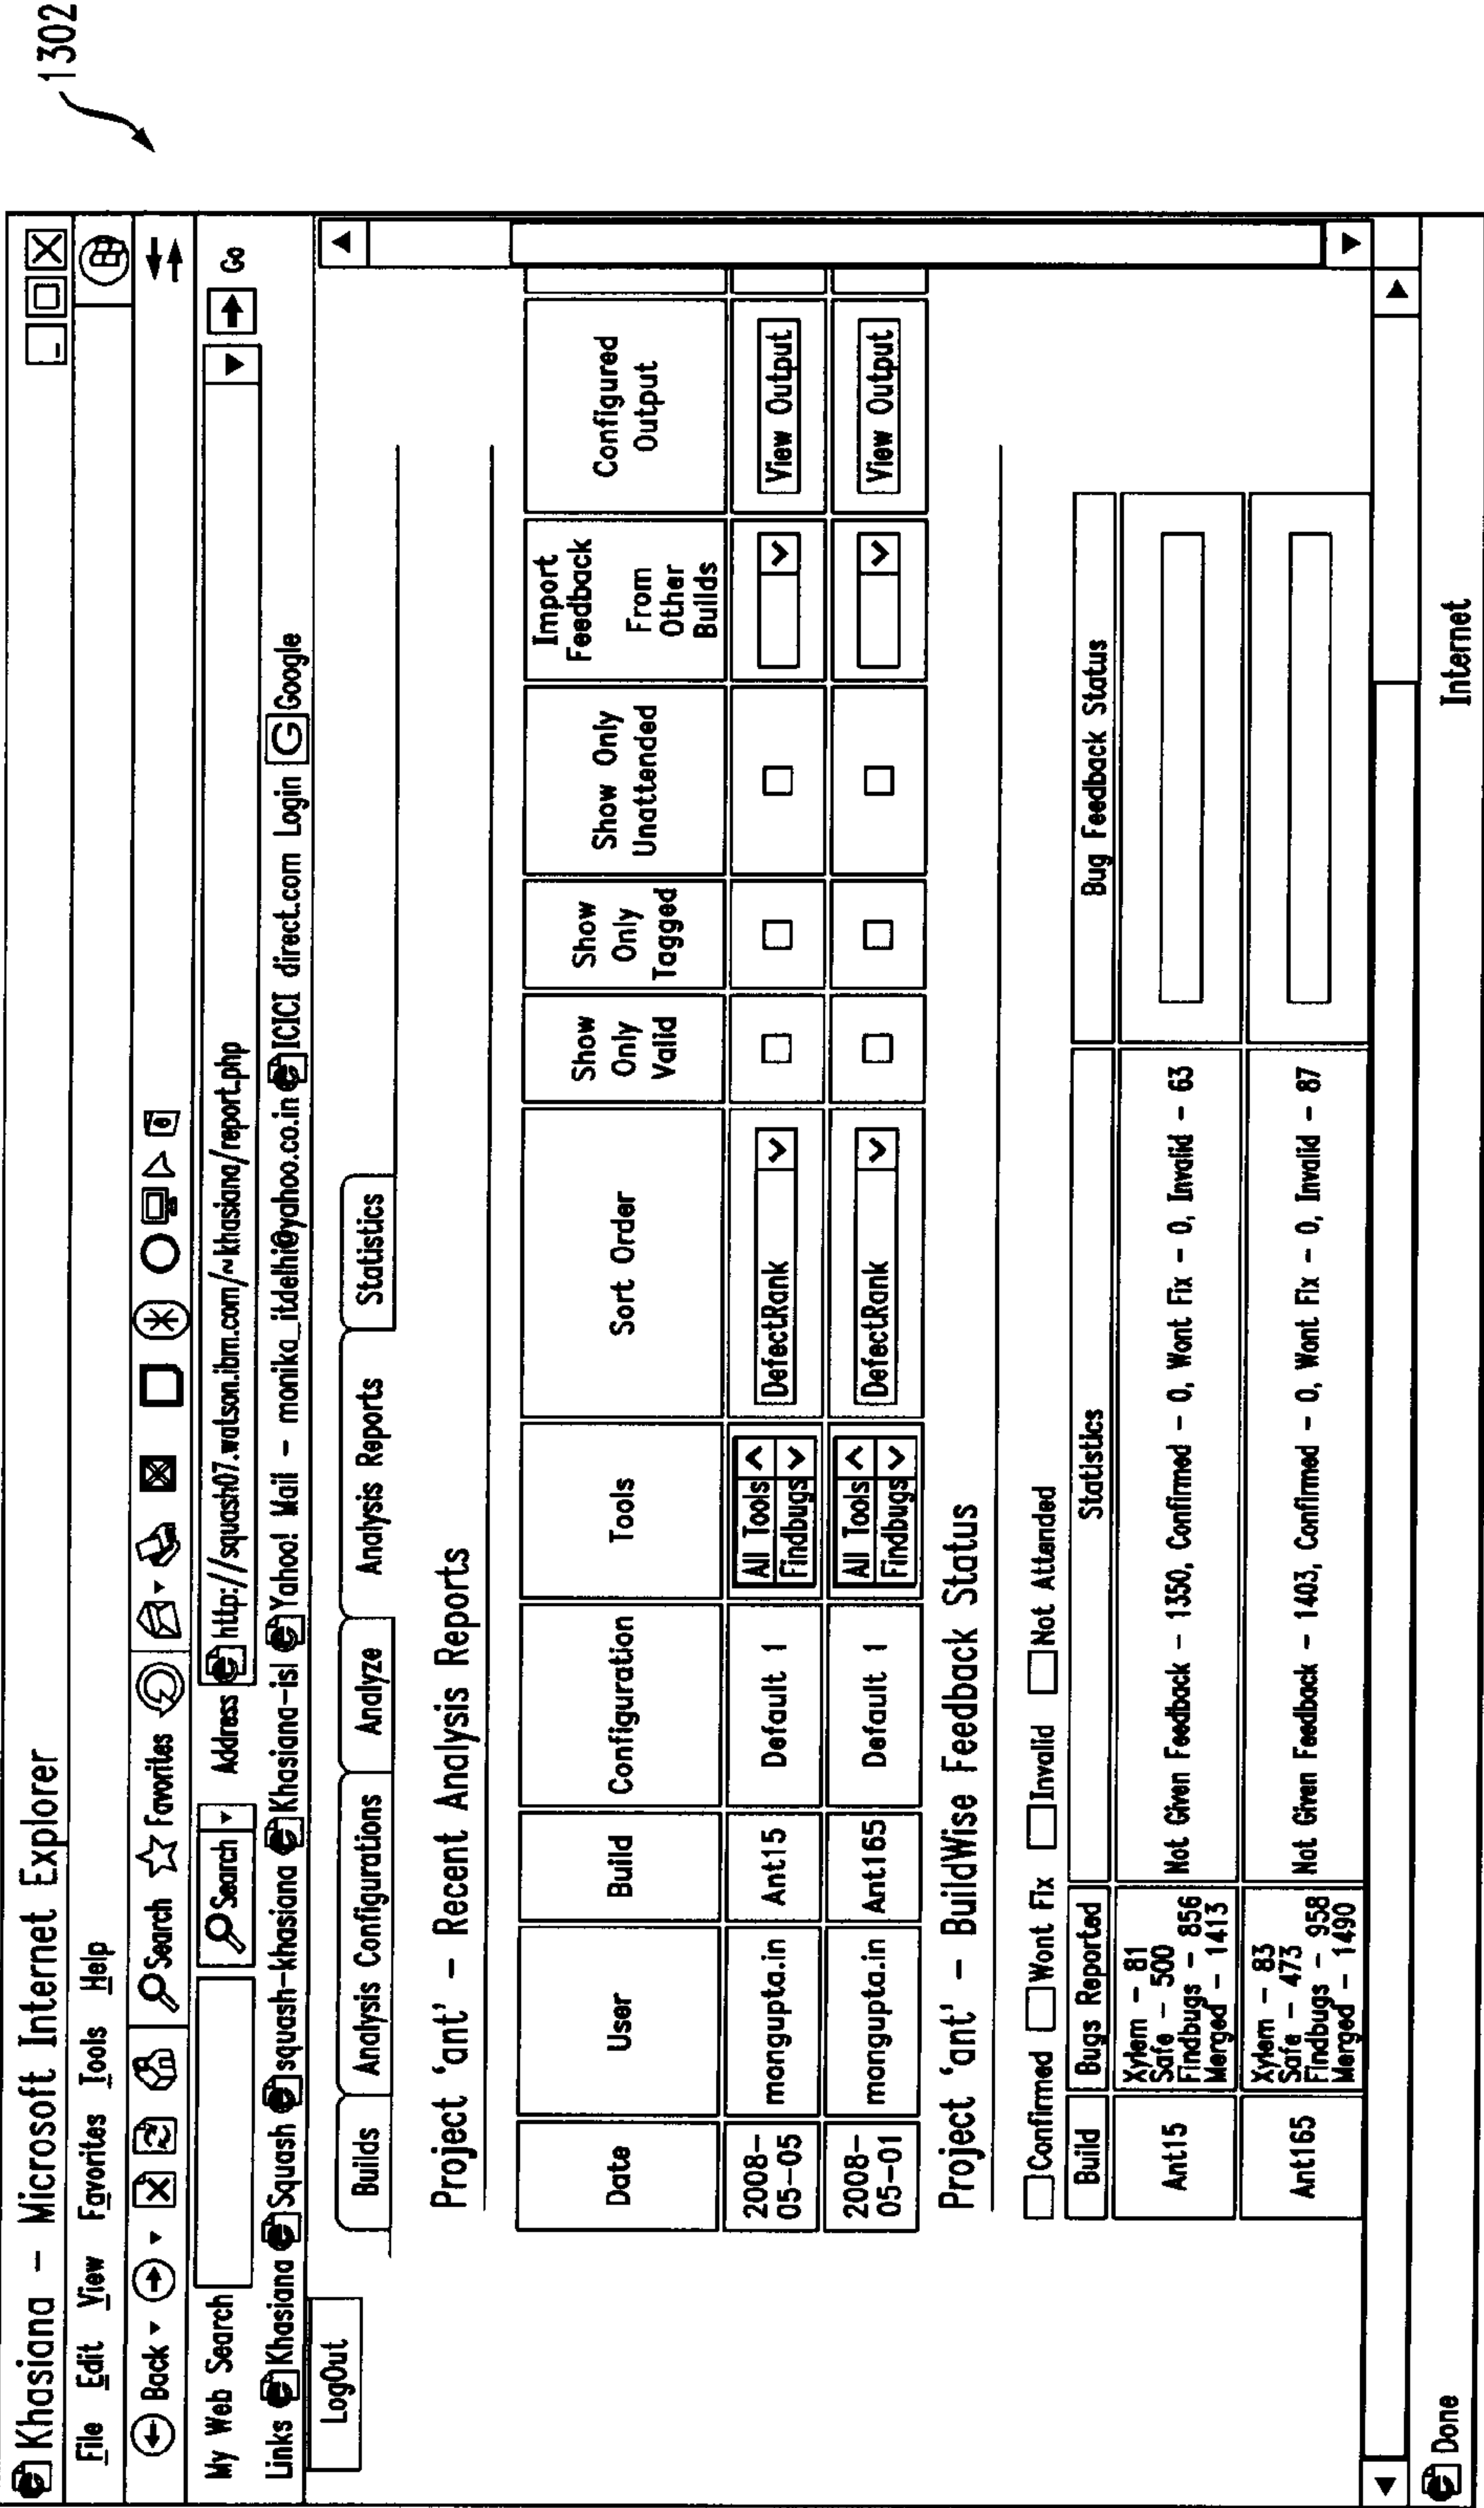 1302
Khasiana - Microsoft Internet Explorer
File Edit View Favorites Tools Help
Back Search Favorites
My Web Search Search Address http://squash07.watson.ibm.com/~khasiana/report.php Go
Links Khasiana Squash squash-khasiana Khasiana-isl Yahoo! Mail - monika_itdelhi@yahoo.co.in ICICI direct.com Login G Google
LogOut
Builds Analysis Configurations Analyze Analysis Reports Statistics
Project 'ant' - Recent Analysis Reports
Date User Build Configuration Tools Sort Order Show Only Valid Show Only Tagged Show Only Unattended Import Feedback From Other Builds Configured Output
2008-05-05 mongupta.in Ant15 Default 1 All Tools Findbugs DefectRank View Output
2008-05-01 mongupta.in Ant165 Default 1 All Tools Findbugs DefectRank View Output
Project 'ant' - BuildWise Feedback Status
Confirmed Wont Fix Invalid Not Attended
Build Bugs Reported Statistics Bug Feedback Status
Ant15
Xylem - 81
Safe - 500
Findbugs - 856
Merged - 1413
Not Given Feedback - 1350, Confirmed - 0, Wont Fix - 0, Invalid - 63
Ant165
Xylem - 83
Safe - 473
Findbugs - 958
Merged - 1490
Not Given Feedback - 1403, Confirmed - 0, Wont Fix - 0, Invalid - 87
Done Internet